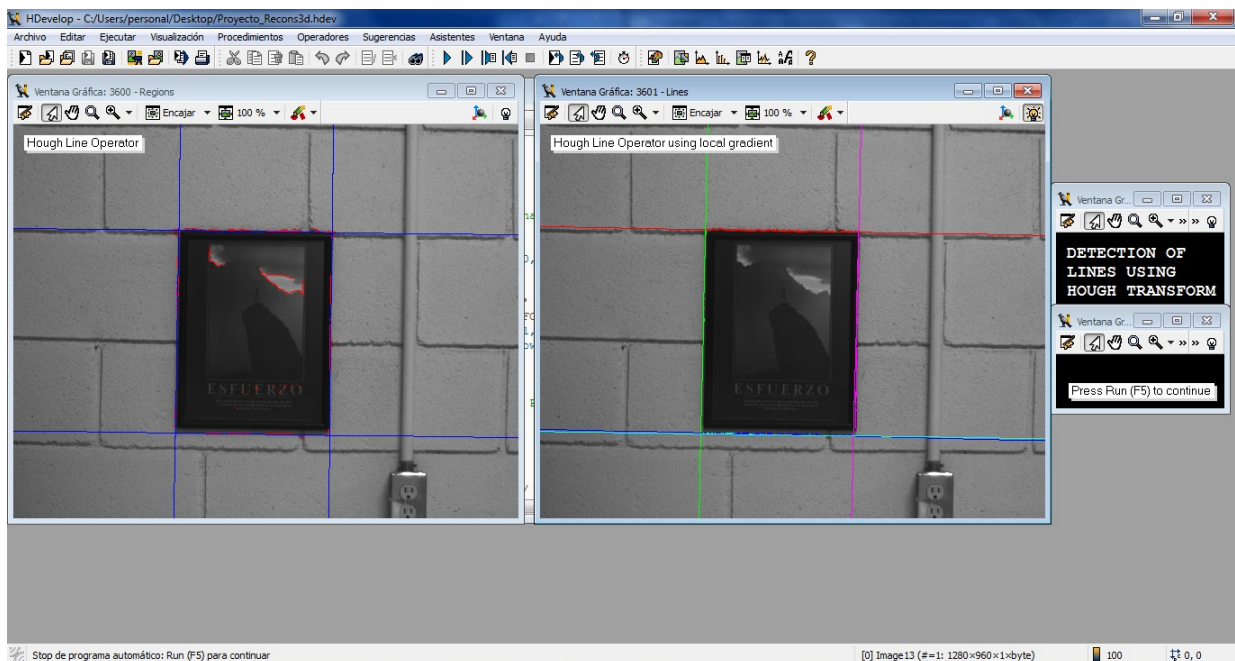 HDevelop - C:/Users/personal/Desktop/Proyecto_Recons3d.hdev
Archivo Editar Ejecutar Visualización Procedimientos Operadores Sugerencias Asistentes Ventana Ayuda
Ventana Gráfica: 3600 - Regions
Encajar 100 %
Hough Line Operator
ESFUERZO
Ventana Gráfica: 3601 - Lines
Encajar 100 %
Hough Line Operator using local gradient
ESFUERZO
Ventana Gr...
DETECTION OF
LINES USING
HOUGH TRANSFORM
Ventana Gr...
Press Run (F5) to continue
Stop de programa automático: Run (F5) para continuar [0] Image13 (#=1: 1280×960×1×byte) 100 0, 0